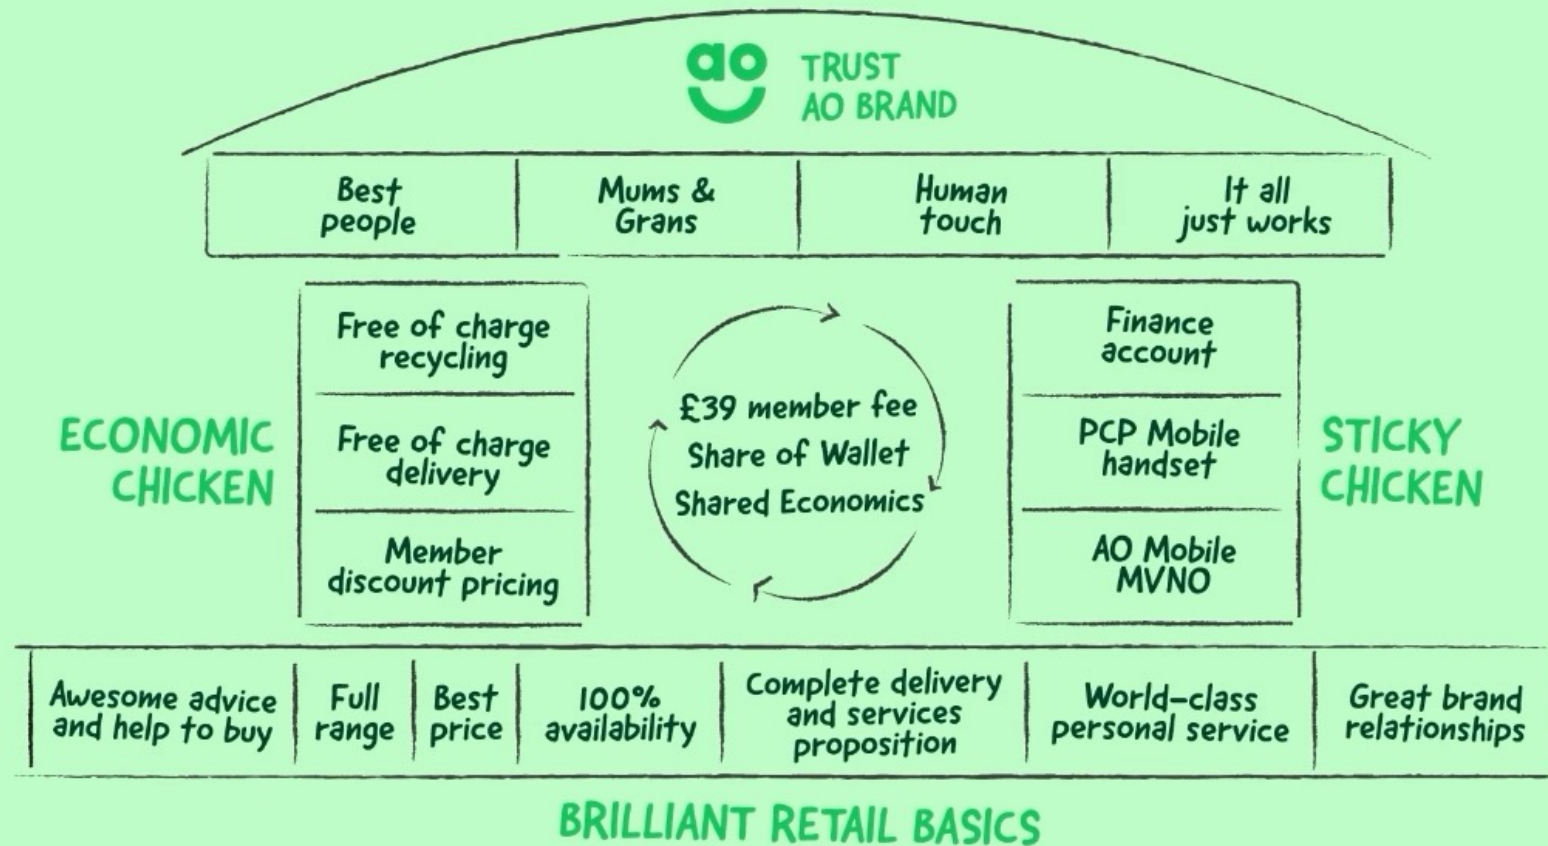 ao
TRUST
AO BRAND
Best
people
Mums &
Grans
Human
touch
It all
just works
ECONOMIC
CHICKEN
Free of charge
recycling
Free of charge
delivery
Member
discount pricing
£39 member fee
Share of Wallet
Shared Economics
Finance
account
PCP Mobile
handset
AO Mobile
MVNO
STICKY
CHICKEN
Awesome advice
and help to buy
Full
range
Best
price
100%
availability
Complete delivery
and services
proposition
World-class
personal service
Great brand
relationships
BRILLIANT RETAIL BASICS